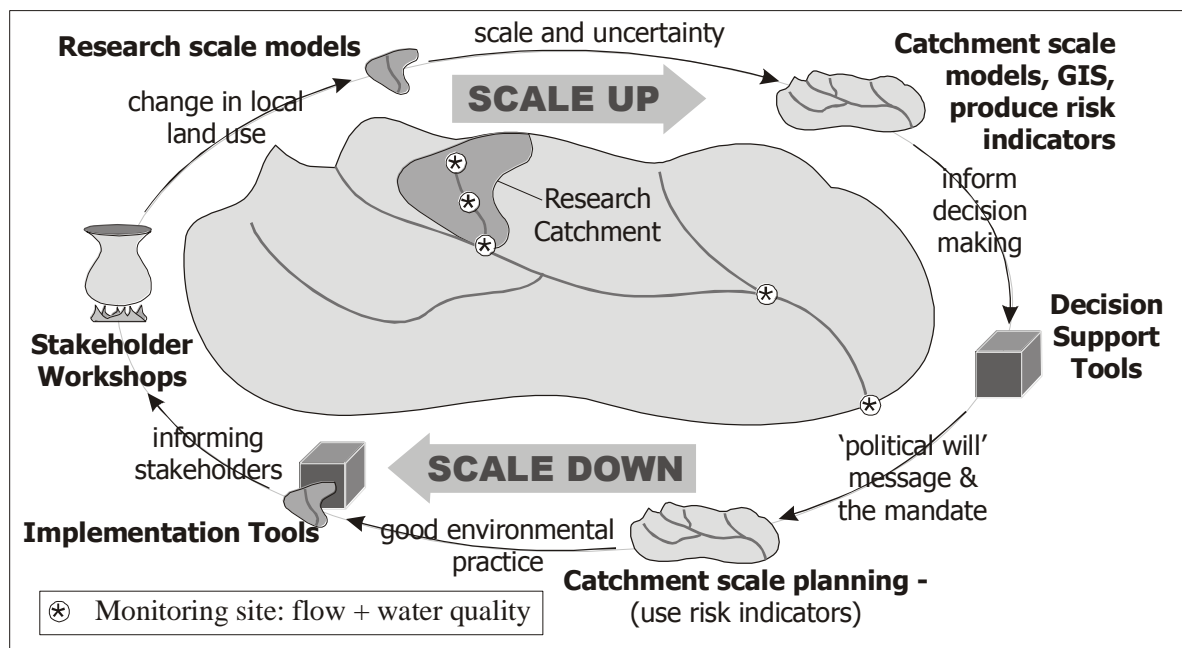 Research scale models
scale and uncertainty
Catchment scale
models, GIS,
produce risk
indicators
change in local
land use
SCALE UP
Research
Catchment
inform
decision
making
Decision
Support
Tools
Stakeholder
Workshops
informing
stakeholders
SCALE DOWN
‘political will’
message &
the mandate
Implementation Tools
good environmental
practice
Catchment scale planning -
(use risk indicators)
Monitoring site: flow + water quality